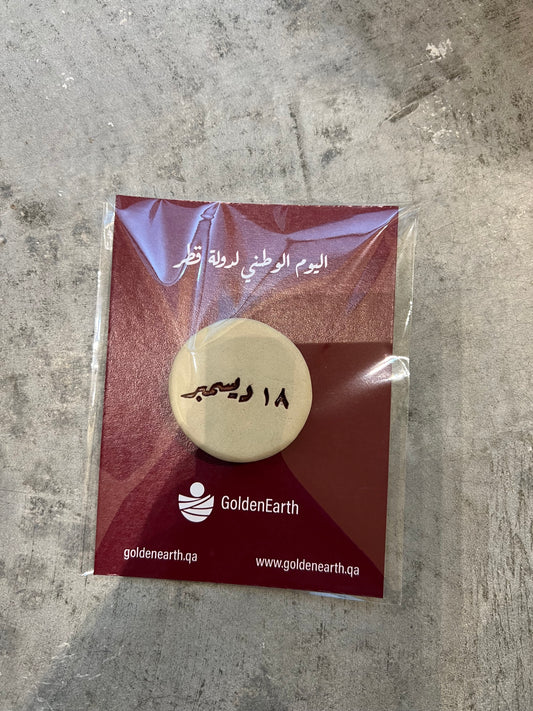 اليوم الوطني لدولة قطر
١٨ ديسمبر
GoldenEarth
goldenearth.qa
www.goldenearth.qa